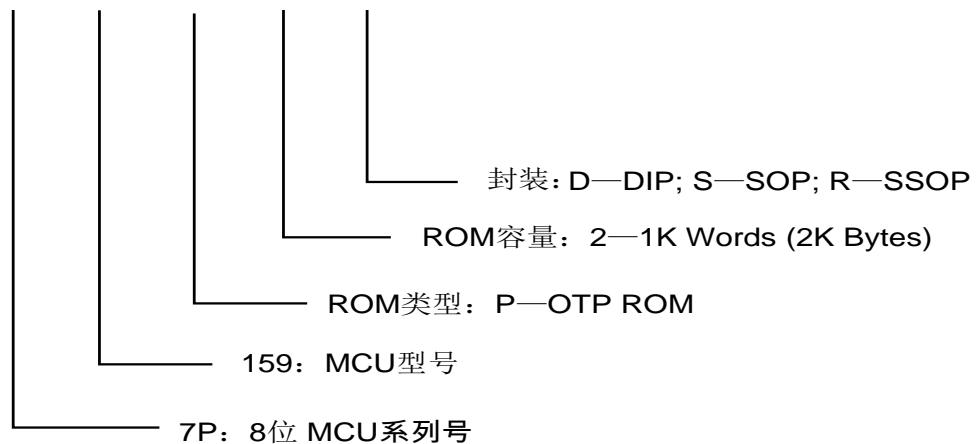 封装：D—DIP; S—SOP; R—SSOP
ROM容量：2—1K Words (2K Bytes)
ROM类型：P—OTP ROM
159：MCU型号
7P：8位 MCU系列号